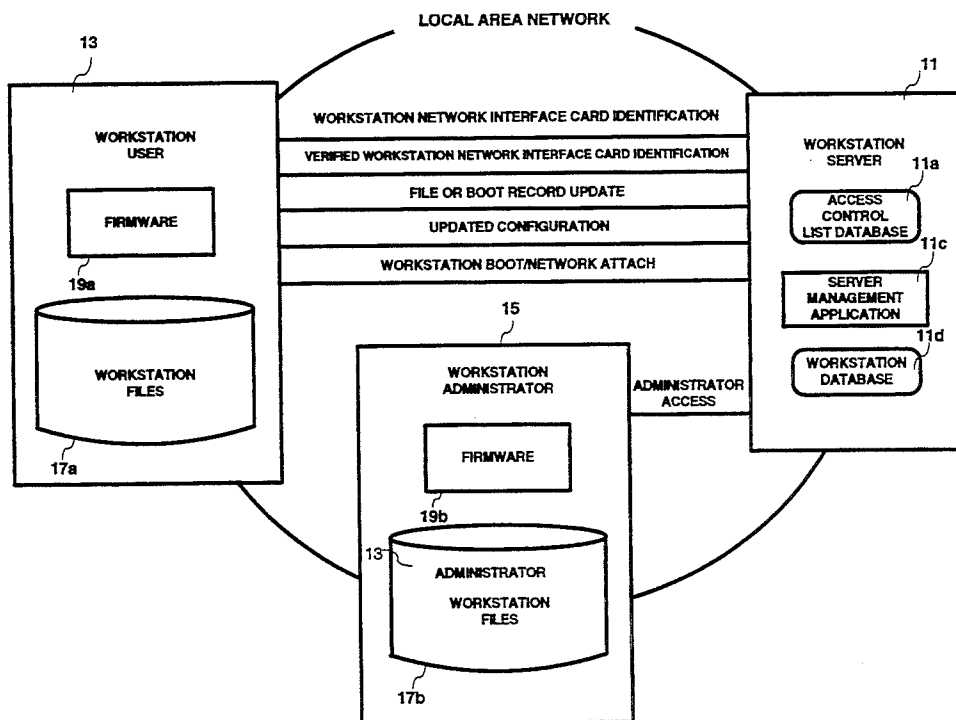 LOCAL AREA NETWORK
13
WORKSTATION
USER
FIRMWARE
19a
WORKSTATION
FILES
17a
WORKSTATION NETWORK INTERFACE CARD IDENTIFICATION
VERIFIED WORKSTATION NETWORK INTERFACE CARD IDENTIFICATION
FILE OR BOOT RECORD UPDATE
UPDATED CONFIGURATION
WORKSTATION BOOT/NETWORK ATTACH
11
WORKSTATION
SERVER
11a
ACCESS
CONTROL
LIST DATABASE
11c
SERVER
MANAGEMENT
APPLICATION
11d
WORKSTATION
DATABASE
15
WORKSTATION
ADMINISTRATOR
ADMINISTRATOR
ACCESS
FIRMWARE
19b
13
ADMINISTRATOR
WORKSTATION
FILES
17b